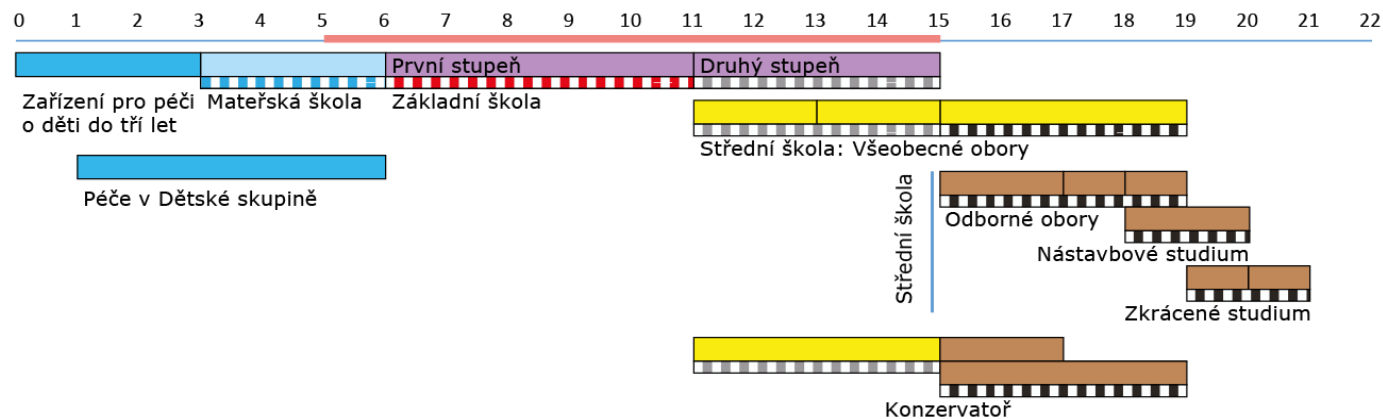 0 1 2 3 4 5 6 7 8 9 10 11 12 13 14 15 16 17 18 19 20 21 22
První stupeň
Druhý stupeň
Zařízení pro péči
o děti do tří let
Mateřská škola
Základní škola
Střední škola: Všeobecné obory
Péče v Dětské skupině
Střední škola
Odborné obory
Nástavbové studium
Zkrácené studium
Konzervatoř